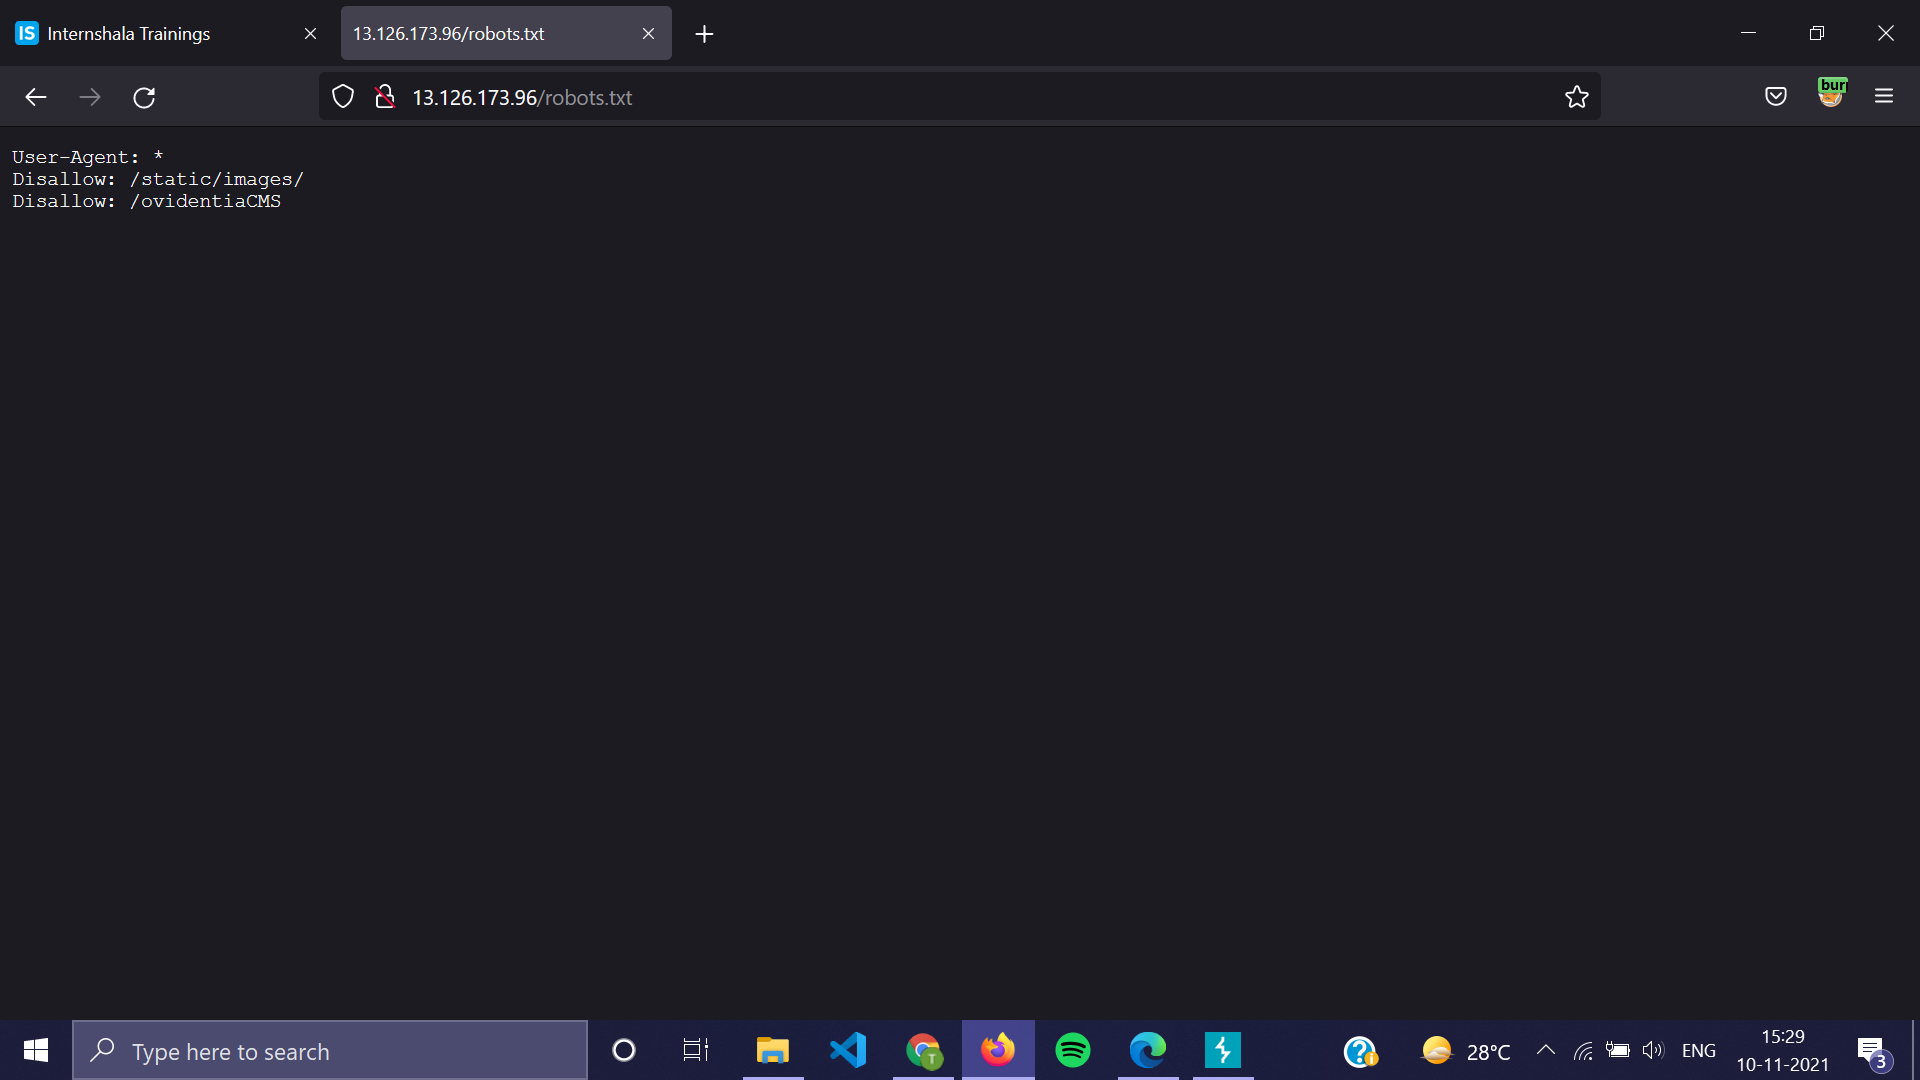 IS Internshala Trainings
13.126.173.96/robots.txt
13.126.173.96/robots.txt
bur
User-Agent: *
Disallow: /static/images/
Disallow: /ovidentiaCMS
Type here to search
T
28°C
ENG
15:29
10-11-2021
3